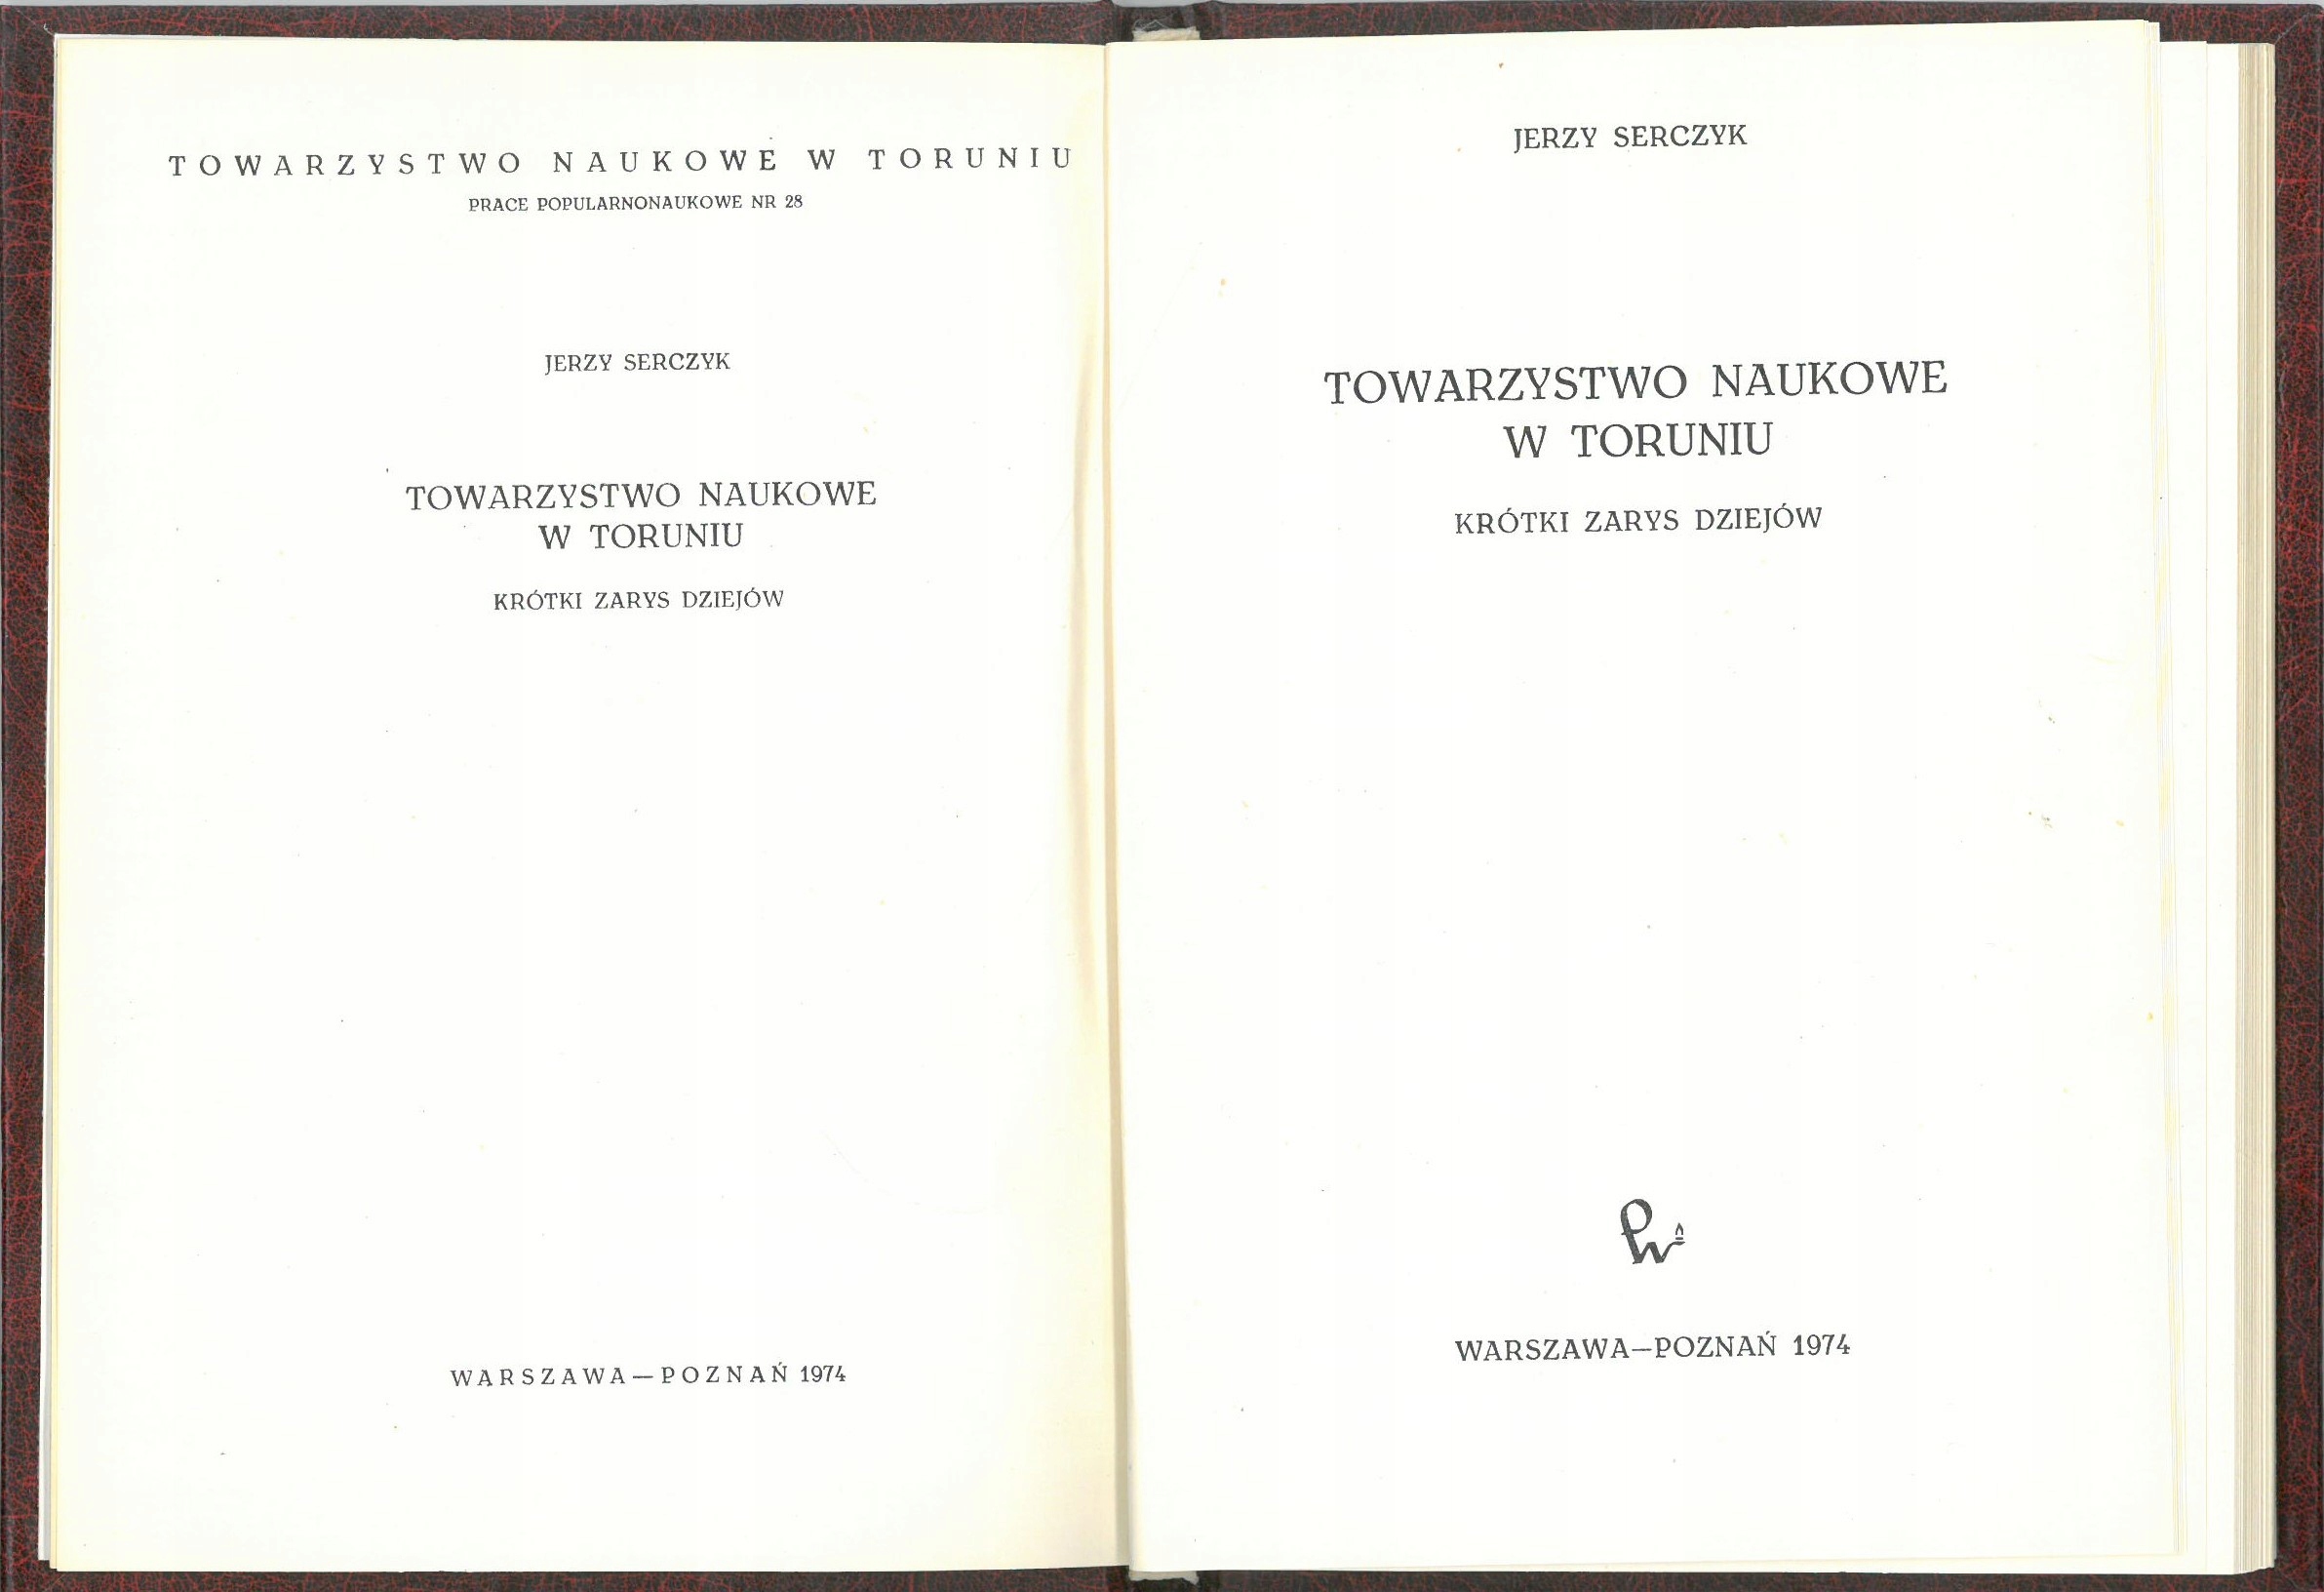 TOWARZYSTWO NAUKOWE W TORUNIU
PRACE POPULARNONAUKOWE NR 28
JERZY SERCZYK
TOWARZYSTWO NAUKOWE
W TORUNIU
KRÓTKI ZARYS DZIEJÓW
WARSZAWA—POZNAŃ 1974
JERZY SERCZYK
TOWARZYSTWO NAUKOWE
W TORUNIU
KRÓTKI ZARYS DZIEJÓW
PW
WARSZAWA—POZNAŃ 1974